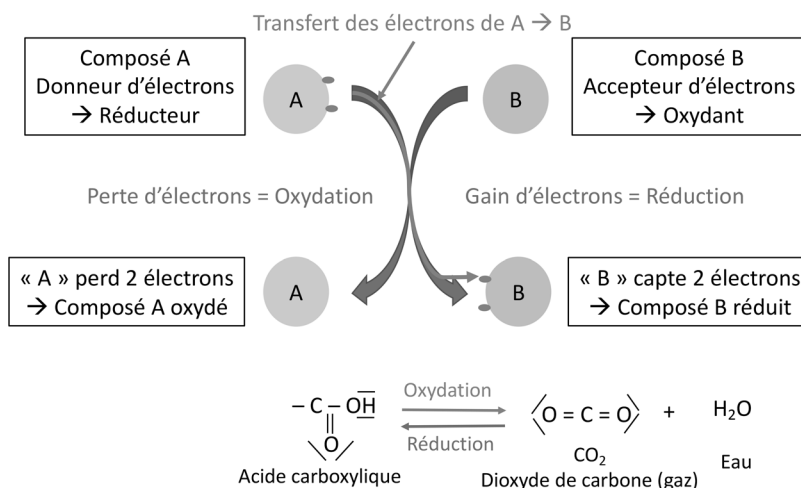 Transfert des électrons de A → B
Composé A
Donneur d'électrons
→ Réducteur
A
B
Composé B
Accepteur d'électrons
→ Oxydant
Perte d'électrons = Oxydation
Gain d'électrons = Réduction
« A » perd 2 électrons
→ Composé A oxydé
A
B
« B » capte 2 électrons
→ Composé B réduit
– C – OH
O
Acide carboxylique
Oxydation
Réduction
O = C = O
CO₂
Dioxyde de carbone (gaz)
+
H₂O
Eau